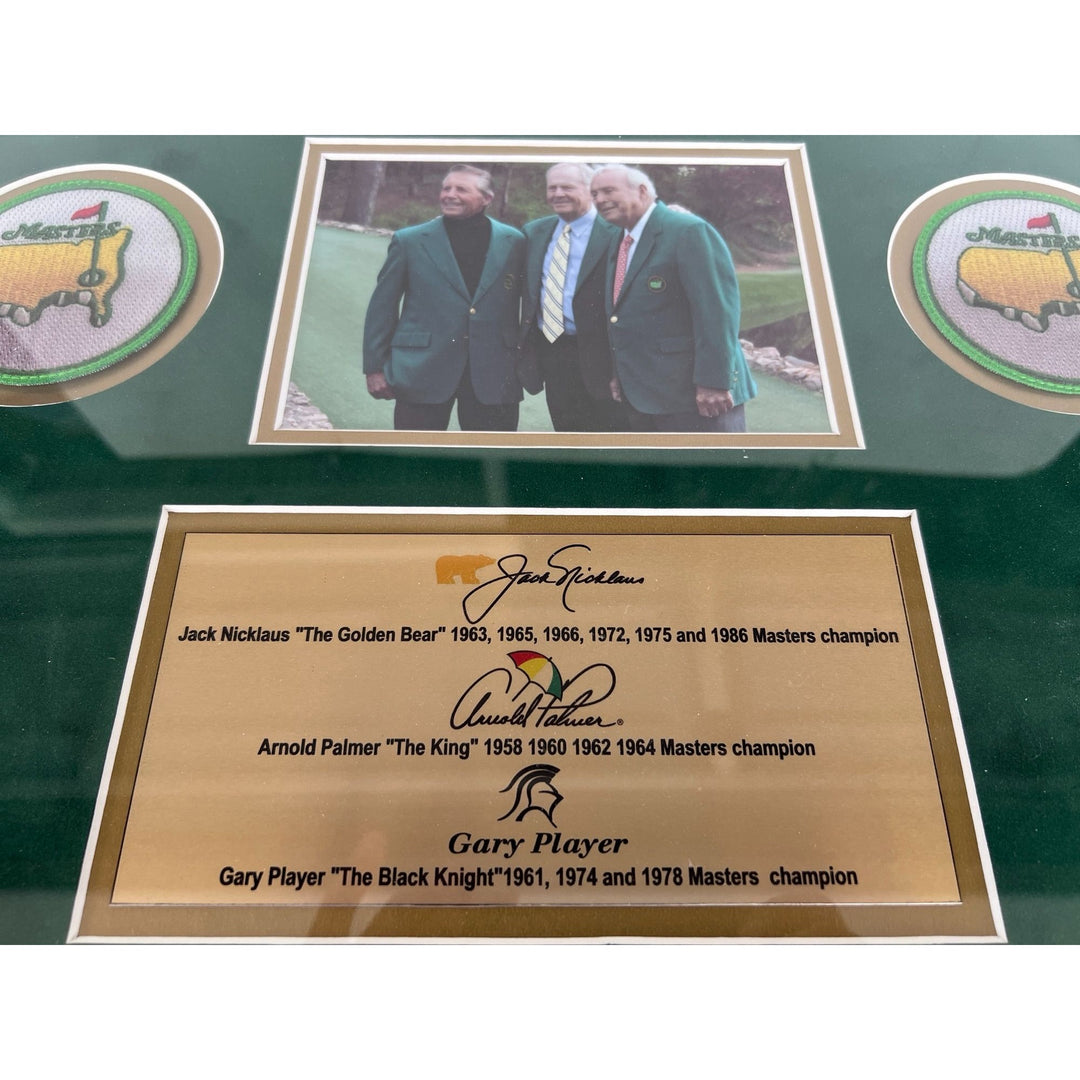 MASTERS
MASTERS
Jack Nicklaus
Jack Nicklaus "The Golden Bear" 1963, 1965, 1966, 1972, 1975 and 1986 Masters champion
Arnold Palmer®
Arnold Palmer "The King" 1958 1960 1962 1964 Masters champion
Gary Player
Gary Player "The Black Knight"1961, 1974 and 1978 Masters champion